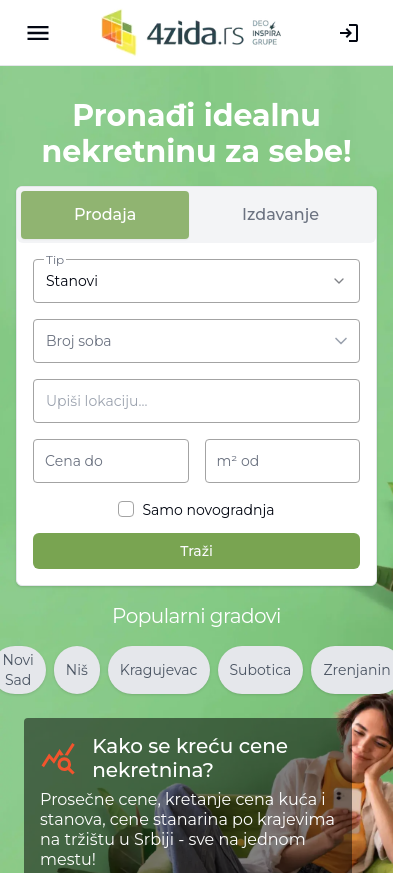 4zida.rs
DEO
INSPIRA
GRUPE
Pronađi idealnu
nekretninu za sebe!
Prodaja
Izdavanje
Tip
Stanovi
Broj soba
Upiši lokaciju...
Cena do
m² od
Samo novogradnja
Traži
Popularni gradovi
Novi
Sad
Niš
Kragujevac
Subotica
Zrenjanin
Kako se kreću cene
nekretnina?
Prosečne cene, kretanje cena kuća i
stanova, cene stanarina po krajevima
na tržištu u Srbiji - sve na jednom
mestu!